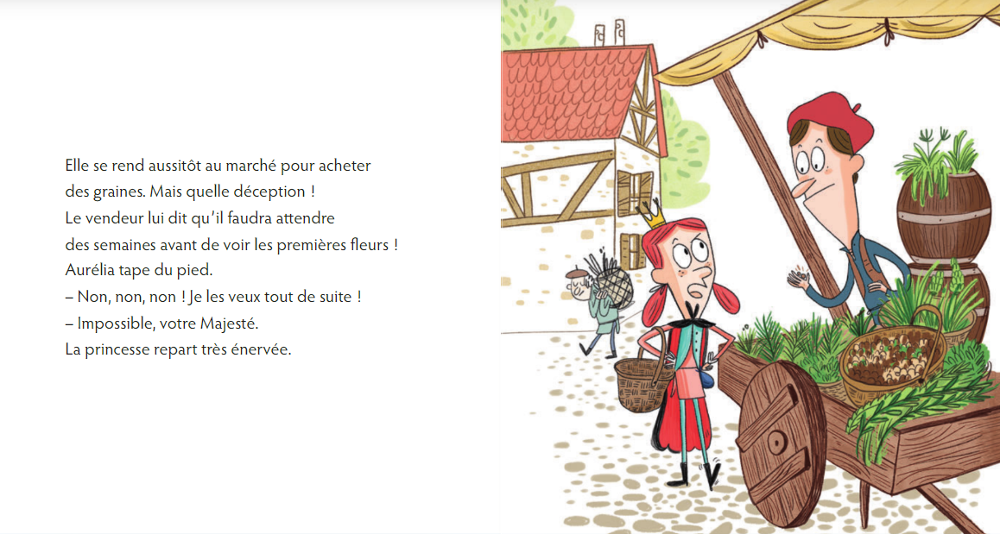 Elle se rend aussitôt au marché pour acheter
des graines. Mais quelle déception !
Le vendeur lui dit qu’il faudra attendre
des semaines avant de voir les premières fleurs !
Aurélia tape du pied.
– Non, non, non ! Je les veux tout de suite !
– Impossible, votre Majesté.
La princesse repart très énervée.